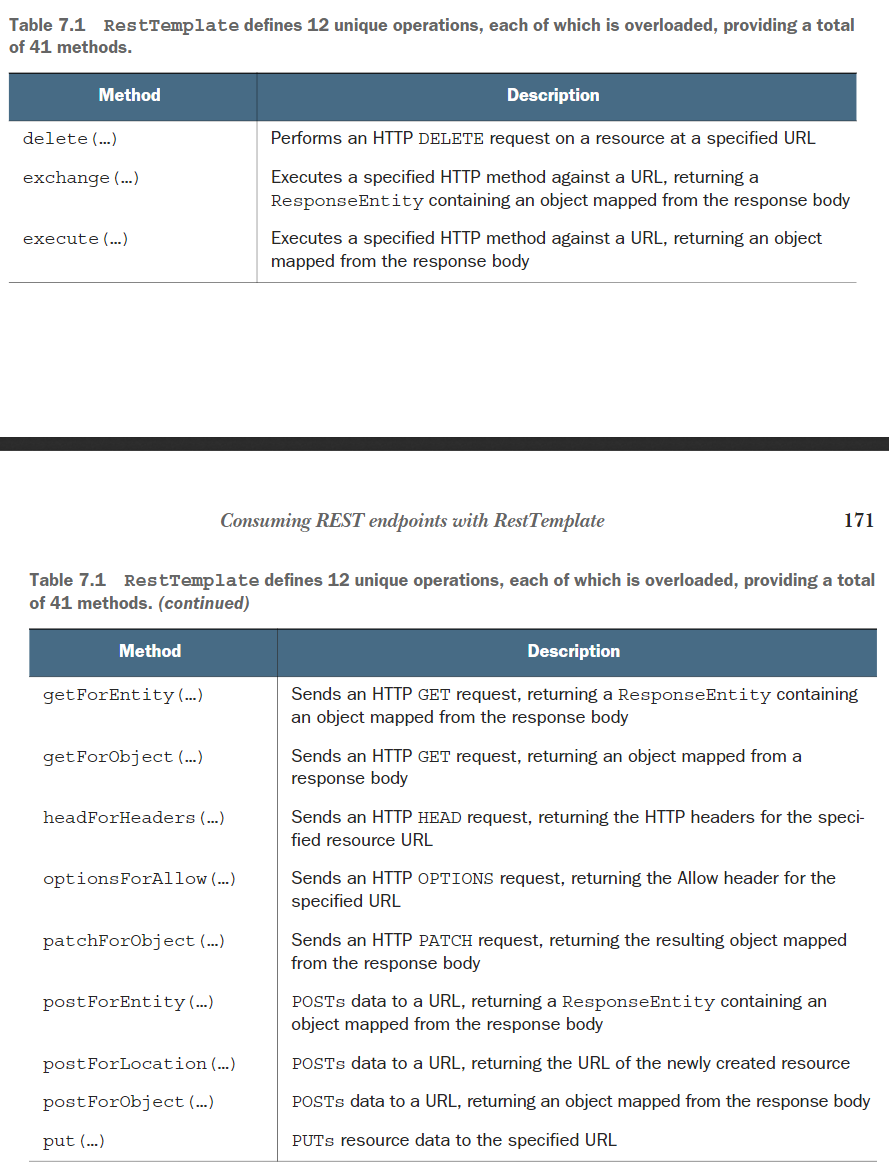 Table 7.1 RestTemplate defines 12 unique operations, each of which is overloaded, providing a total
of 41 methods.
Method Description
delete(…) Performs an HTTP DELETE request on a resource at a specified URL
exchange(…) Executes a specified HTTP method against a URL, returning a
ResponseEntity containing an object mapped from the response body
execute(…) Executes a specified HTTP method against a URL, returning an object
mapped from the response body
Consuming REST endpoints with RestTemplate 171
Table 7.1 RestTemplate defines 12 unique operations, each of which is overloaded, providing a total
of 41 methods. (continued)
Method Description
getForEntity(…) Sends an HTTP GET request, returning a ResponseEntity containing
an object mapped from the response body
getForObject(…) Sends an HTTP GET request, returning an object mapped from a
response body
headForHeaders(…) Sends an HTTP HEAD request, returning the HTTP headers for the speci-
fied resource URL
optionsForAllow(…) Sends an HTTP OPTIONS request, returning the Allow header for the
specified URL
patchForObject(…) Sends an HTTP PATCH request, returning the resulting object mapped
from the response body
postForEntity(…) POSTs data to a URL, returning a ResponseEntity containing an
object mapped from the response body
postForLocation(…) POSTs data to a URL, returning the URL of the newly created resource
postForObject(…) POSTs data to a URL, returning an object mapped from the response body
put(…) PUTs resource data to the specified URL